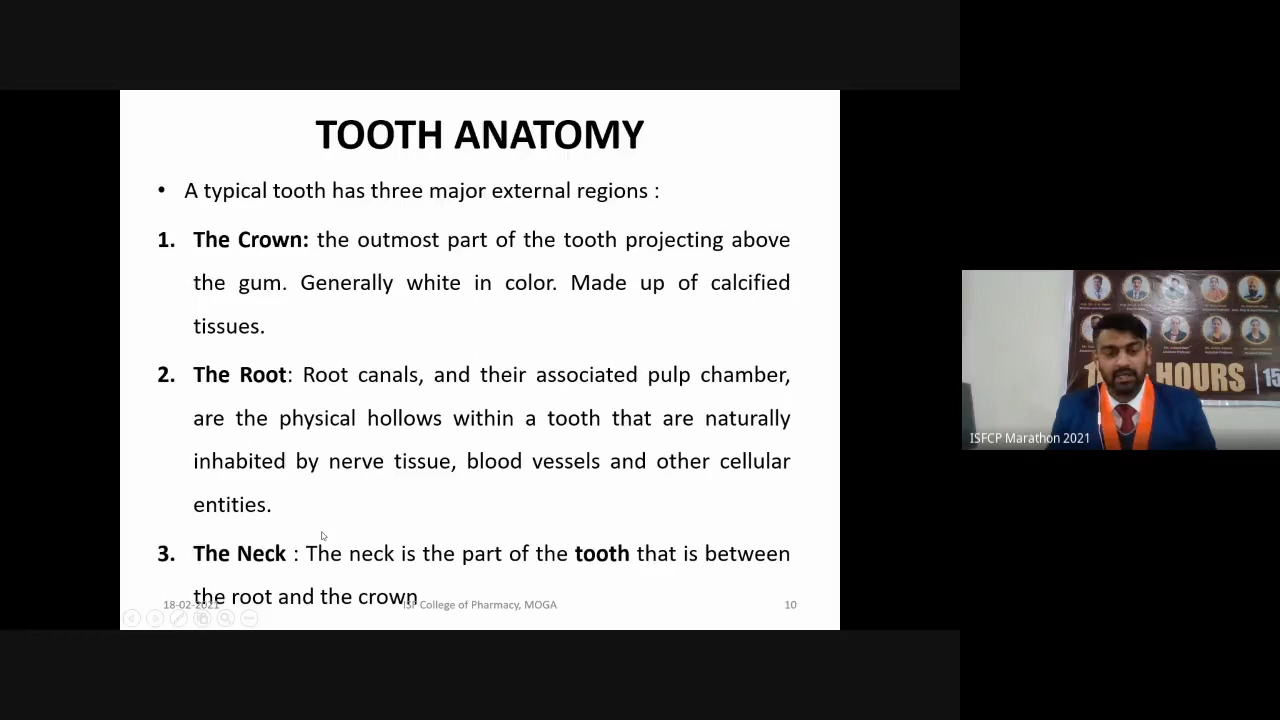 TOOTH ANATOMY
• A typical tooth has three major external regions :
1. The Crown: the outmost part of the tooth projecting above
the gum. Generally white in color. Made up of calcified
tissues.
2. The Root: Root canals, and their associated pulp chamber,
are the physical hollows within a tooth that are naturally
inhabited by nerve tissue, blood vessels and other cellular
entities.
3. The Neck : The neck is the part of the tooth that is between
the root and the crown
18-02-2021 ISF College of Pharmacy, MOGA 10
HOURS
ISFCP Marathon 2021